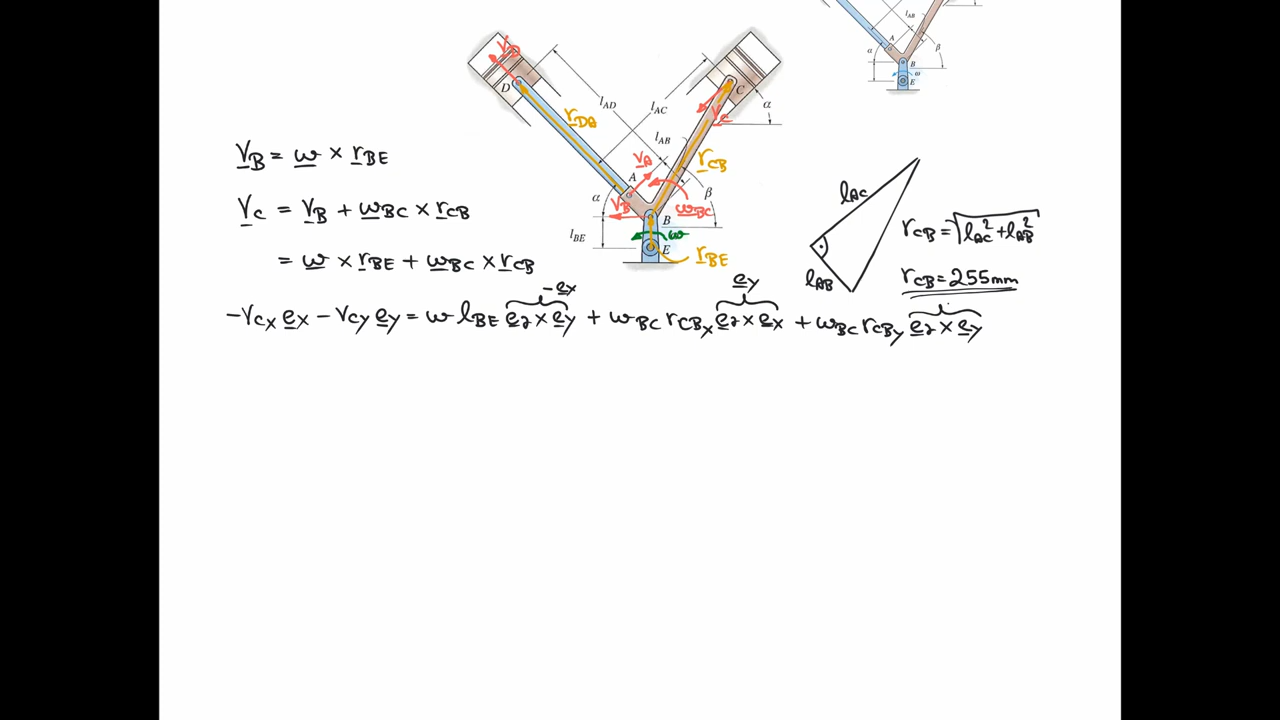 l_AB
A
α
B
β
ω
E
V_D
D
l_AD
l_AC
C
V_C
α
r_DA
l_AB
r_CB
V_A
A
α
β
V_B
ω_BC
B
l_BE
ω
E
r_BE
V_B = ω × r_BE
V_C = V_B + ω_BC × r_CB
= ω × r_BE + ω_BC × r_CB
-e_x
e_y
-V_Cx e_x - V_Cy e_y = ω l_BE e_z × e_y + ω_BC r_CBx e_z × e_x + ω_BC r_CBy e_z × e_y
l_AC
l_AB
r_CB = √l_AC² + l_AB²
r_CB = 255mm